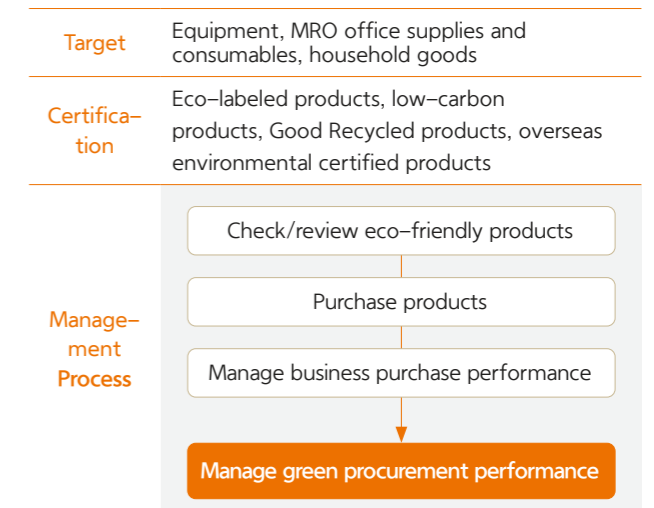 Target
Equipment, MRO office supplies and
consumables, household goods
Certifica–
tion
Eco–labeled products, low–carbon
products, Good Recycled products, overseas
environmental certified products
Manage–
ment
Process
Check/review eco–friendly products
Purchase products
Manage business purchase performance
Manage green procurement performance